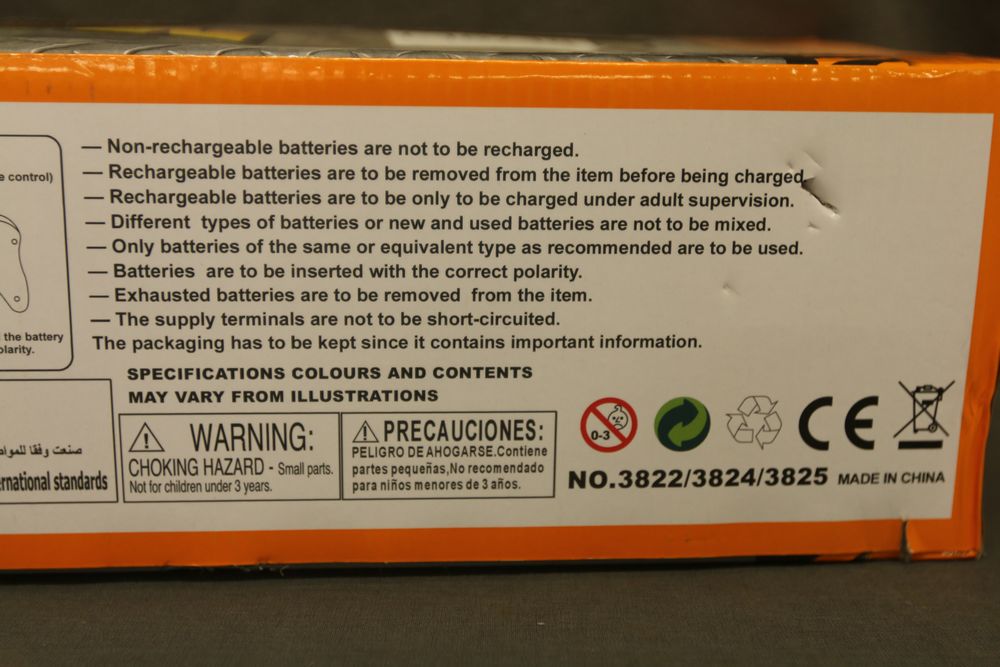 — Non-rechargeable batteries are not to be recharged.
e control)
— Rechargeable batteries are to be removed from the item before being charged
— Rechargeable batteries are to be only to be charged under adult supervision.
— Different types of batteries or new and used batteries are not to be mixed.
— Only batteries of the same or equivalent type as recommended are to be used.
— Batteries are to be inserted with the correct polarity.
— Exhausted batteries are to be removed from the item.
— The supply terminals are not to be short-circuited.
the battery
olarity.
The packaging has to be kept since it contains important information.
SPECIFICATIONS COLOURS AND CONTENTS
MAY VARY FROM ILLUSTRATIONS
صنعت وفقا للمواد
ernational standards
WARNING:
CHOKING HAZARD - Small parts.
Not for children under 3 years.
PRECAUCIONES:
PELIGRO DE AHOGARSE.Contiene
partes pequeñas,No recomendado
para niños menores de 3 años.
0-3
CE
NO.3822/3824/3825 MADE IN CHINA